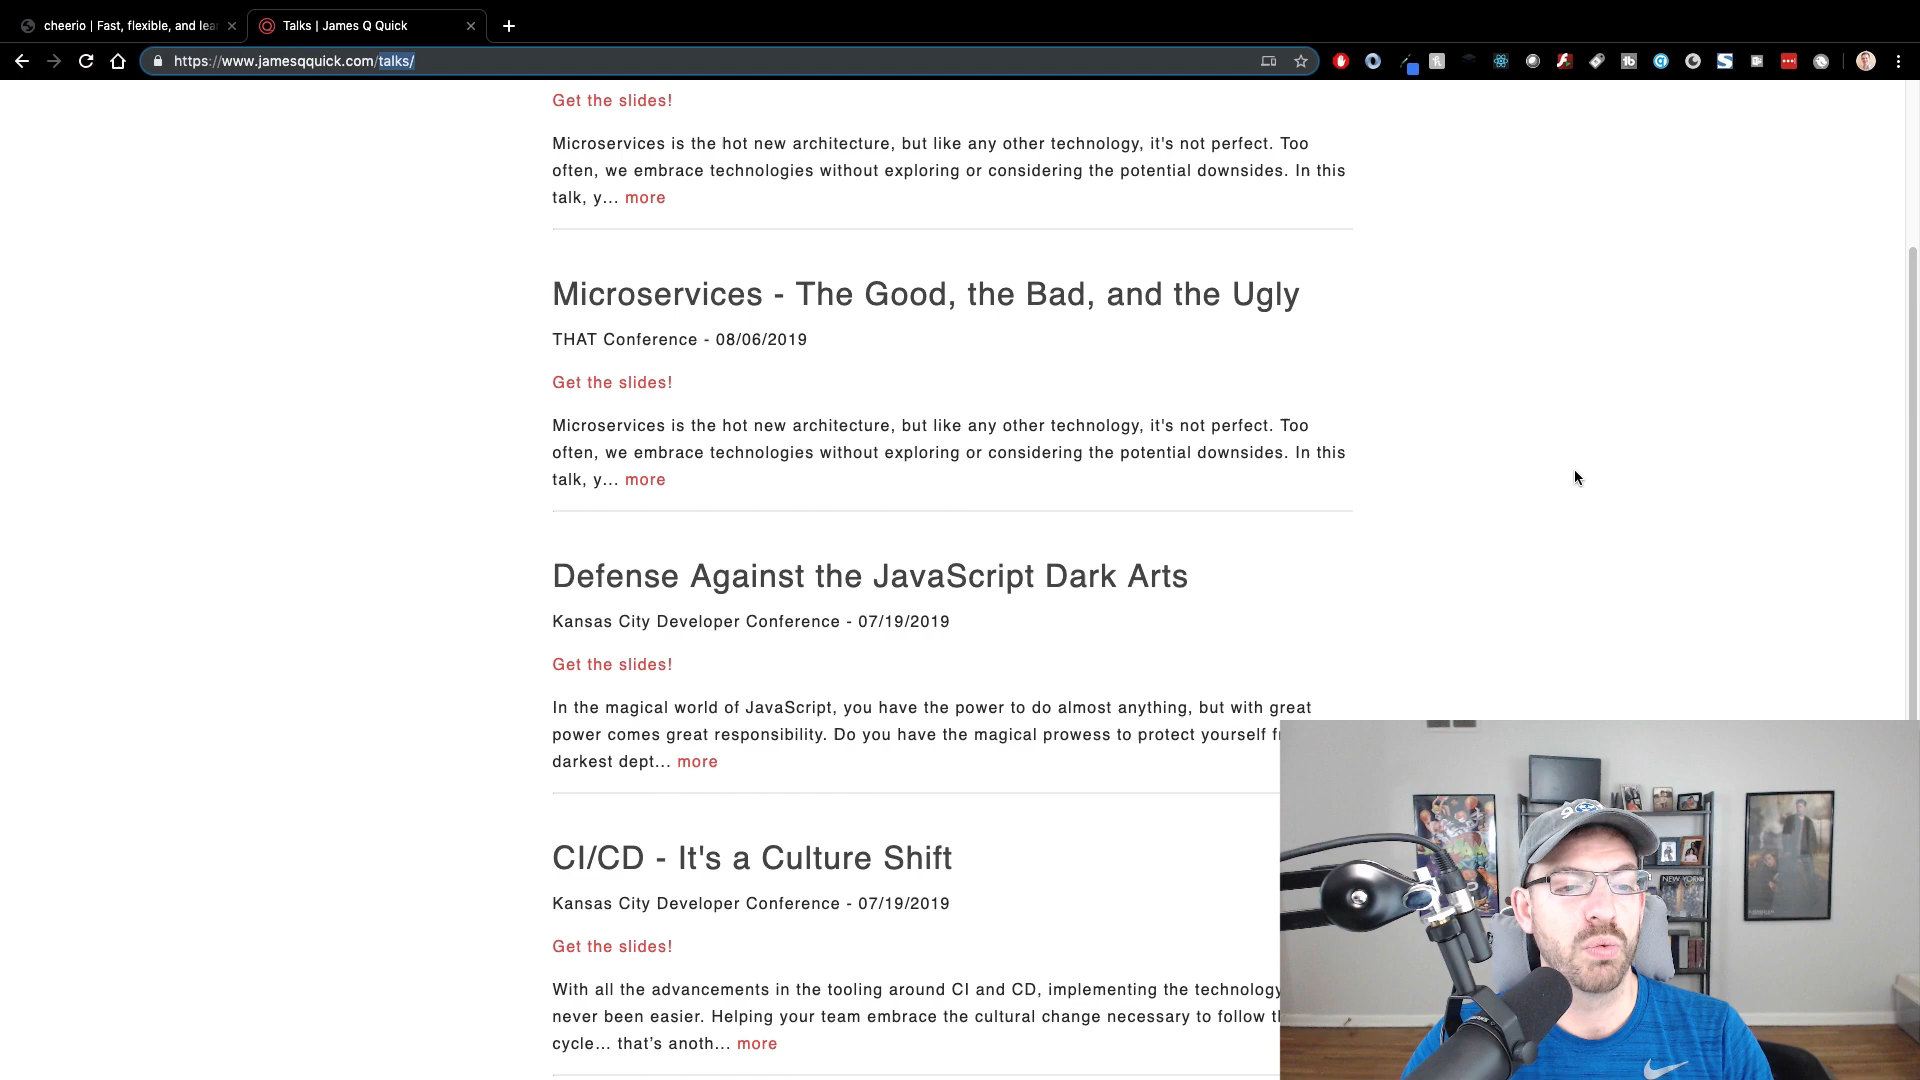 cheerio | Fast, flexible, and lea
Talks | James Q Quick
https://www.jamesqquick.com/talks/
Get the slides!
Microservices is the hot new architecture, but like any other technology, it's not perfect. Too
often, we embrace technologies without exploring or considering the potential downsides. In this
talk, y... more
Microservices - The Good, the Bad, and the Ugly
THAT Conference - 08/06/2019
Get the slides!
Microservices is the hot new architecture, but like any other technology, it's not perfect. Too
often, we embrace technologies without exploring or considering the potential downsides. In this
talk, y... more
Defense Against the JavaScript Dark Arts
Kansas City Developer Conference - 07/19/2019
Get the slides!
In the magical world of JavaScript, you have the power to do almost anything, but with great
power comes great responsibility. Do you have the magical prowess to protect yourself
darkest dept... more
CI/CD - It's a Culture Shift
Kansas City Developer Conference - 07/19/2019
Get the slides!
With all the advancements in the tooling around CI and CD, implementing the technology
never been easier. Helping your team embrace the cultural change necessary to follow
cycle... that’s anoth... more
NEW YORK